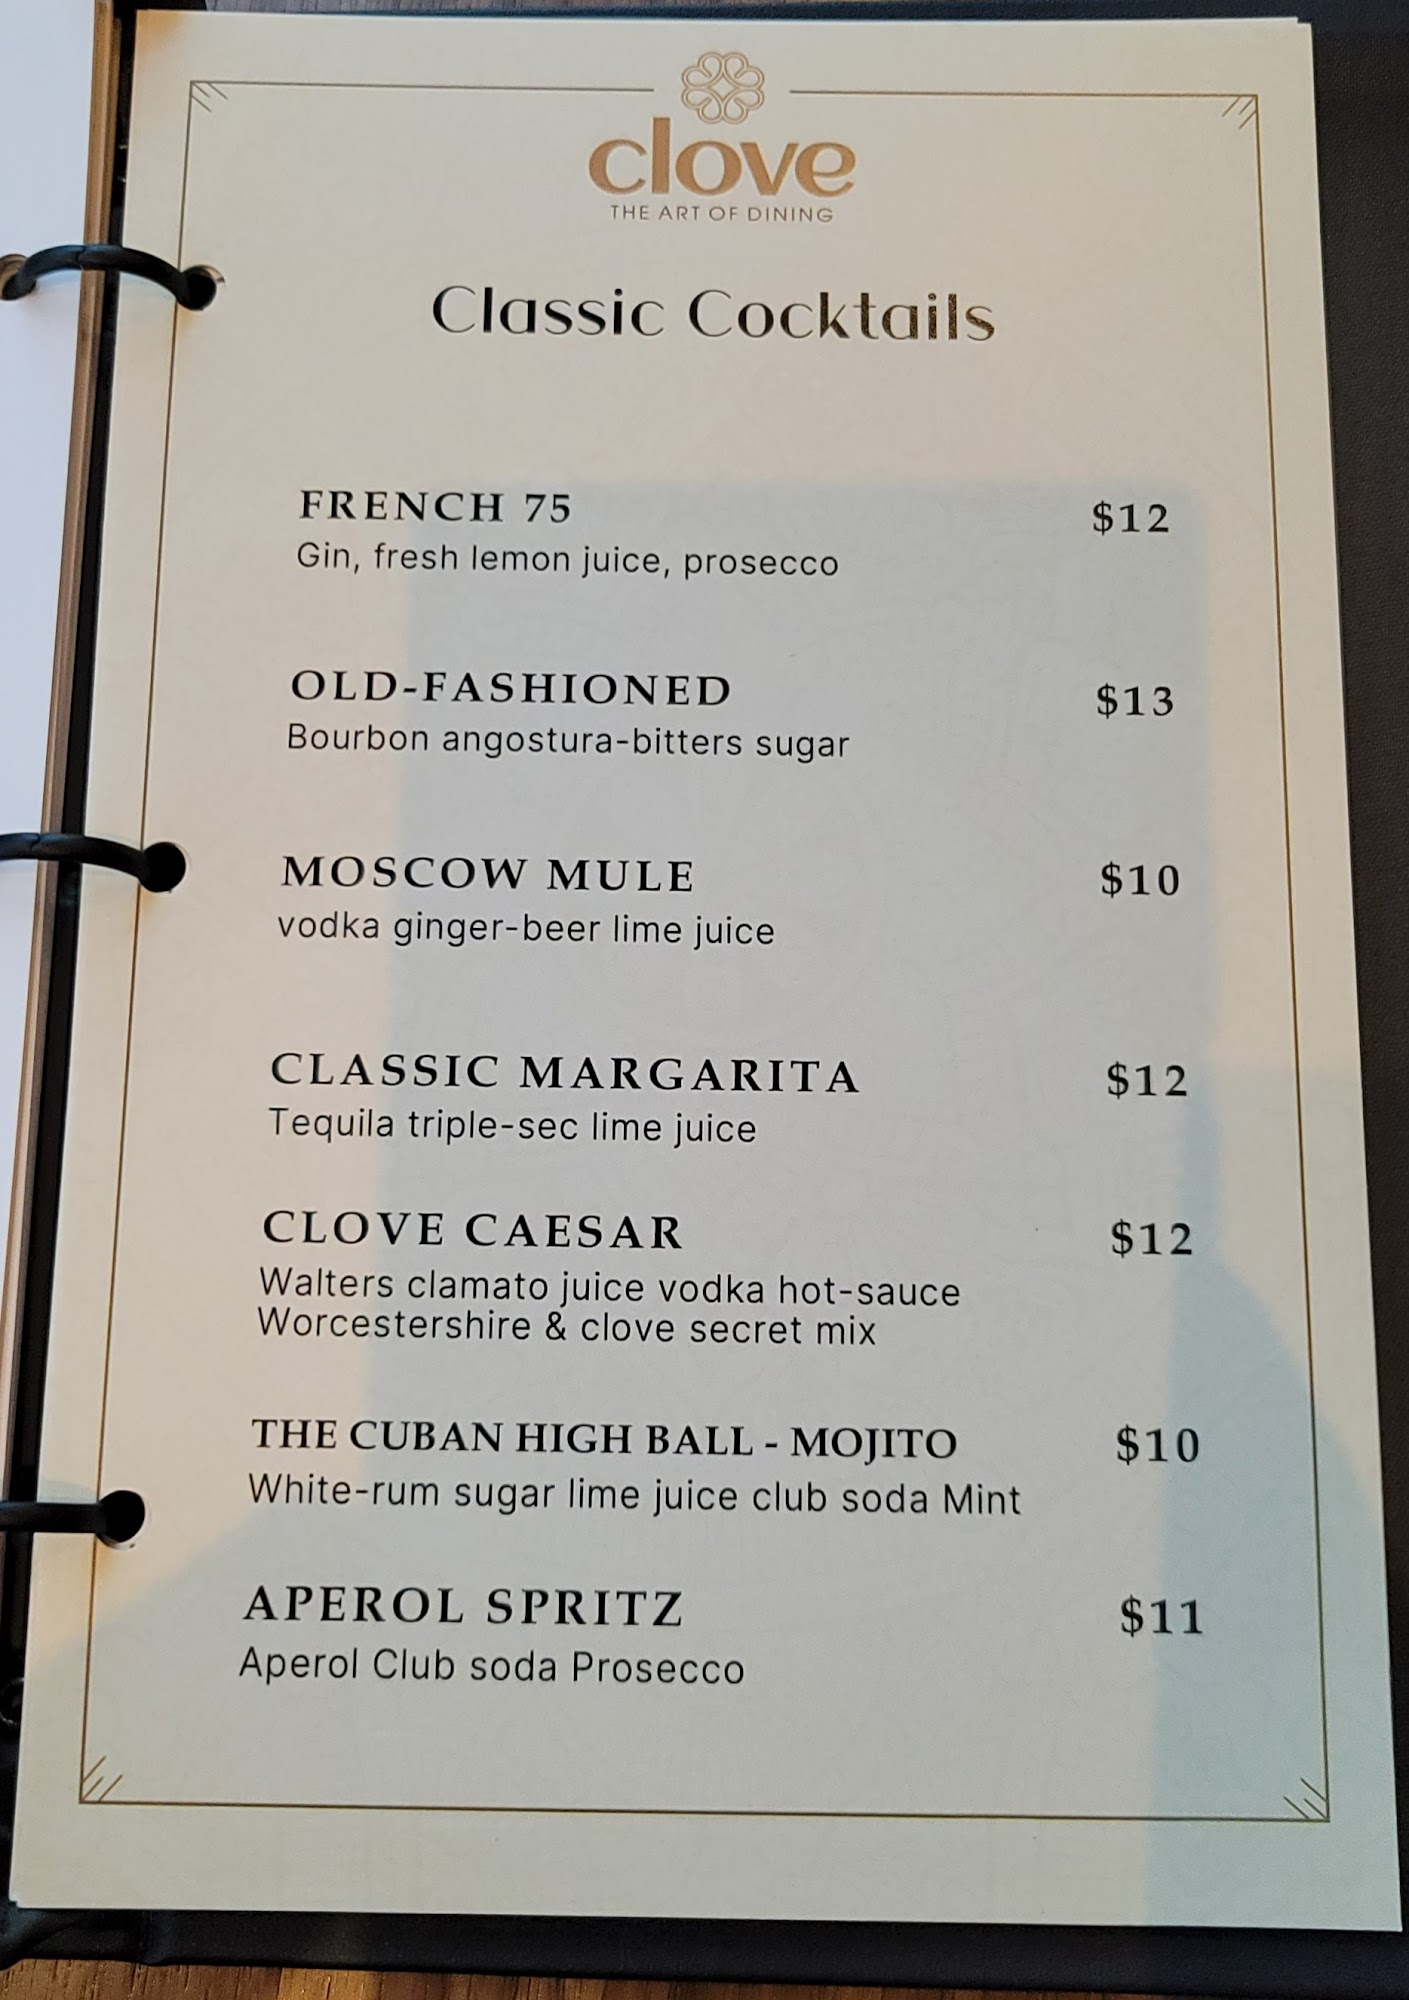 clove
THE ART OF DINING
Classic Cocktails
FRENCH 75 $12
Gin, fresh lemon juice, prosecco
OLD-FASHIONED $13
Bourbon angostura-bitters sugar
MOSCOW MULE $10
vodka ginger-beer lime juice
CLASSIC MARGARITA $12
Tequila triple-sec lime juice
CLOVE CAESAR $12
Walters clamato juice vodka hot-sauce
Worcestershire & clove secret mix
THE CUBAN HIGH BALL - MOJITO $10
White-rum sugar lime juice club soda Mint
APEROL SPRITZ $11
Aperol Club soda Prosecco